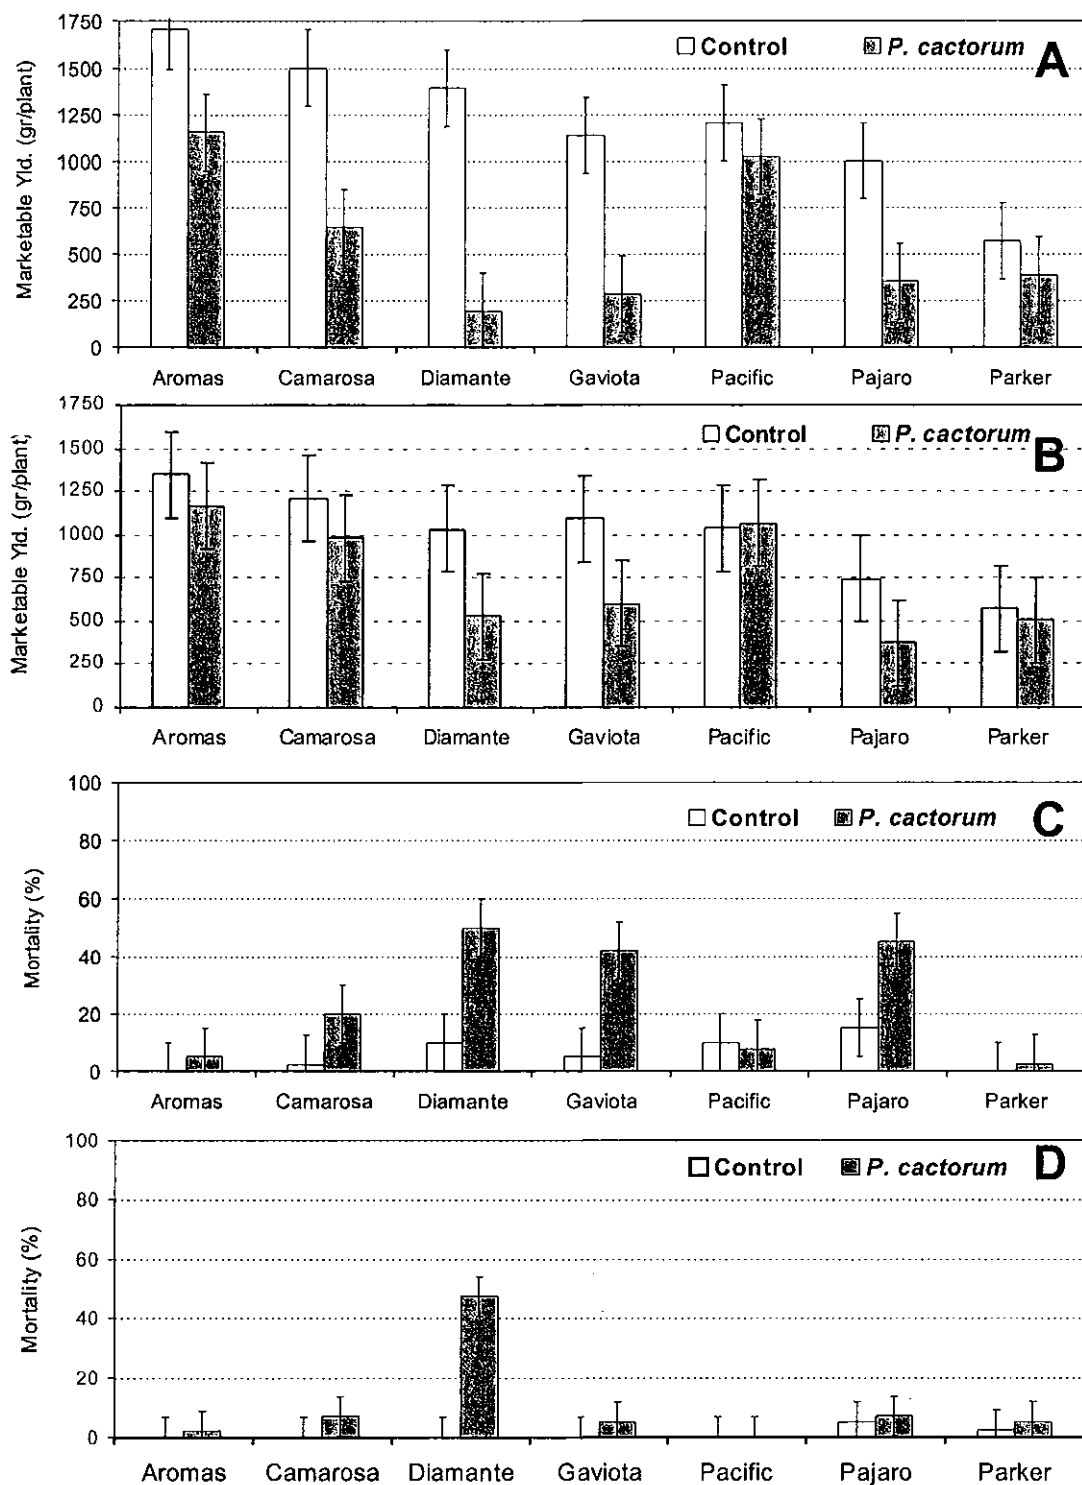 1750
1500
1250
1000
750
500
250
0
Marketable Yld. (gr/plant)
Control P. cactorum A
Aromas Camarosa Diamante Gaviota Pacific Pajaro Parker
1750
1500
1250
1000
750
500
250
0
Marketable Yld. (gr/plant)
Control P. cactorum B
Aromas Camarosa Diamante Gaviota Pacific Pajaro Parker
100
80
60
40
20
0
Mortality (%)
Control P. cactorum C
Aromas Camarosa Diamante Gaviota Pacific Pajaro Parker
100
80
60
40
20
0
Mortality (%)
Control P. cactorum D
Aromas Camarosa Diamante Gaviota Pacific Pajaro Parker